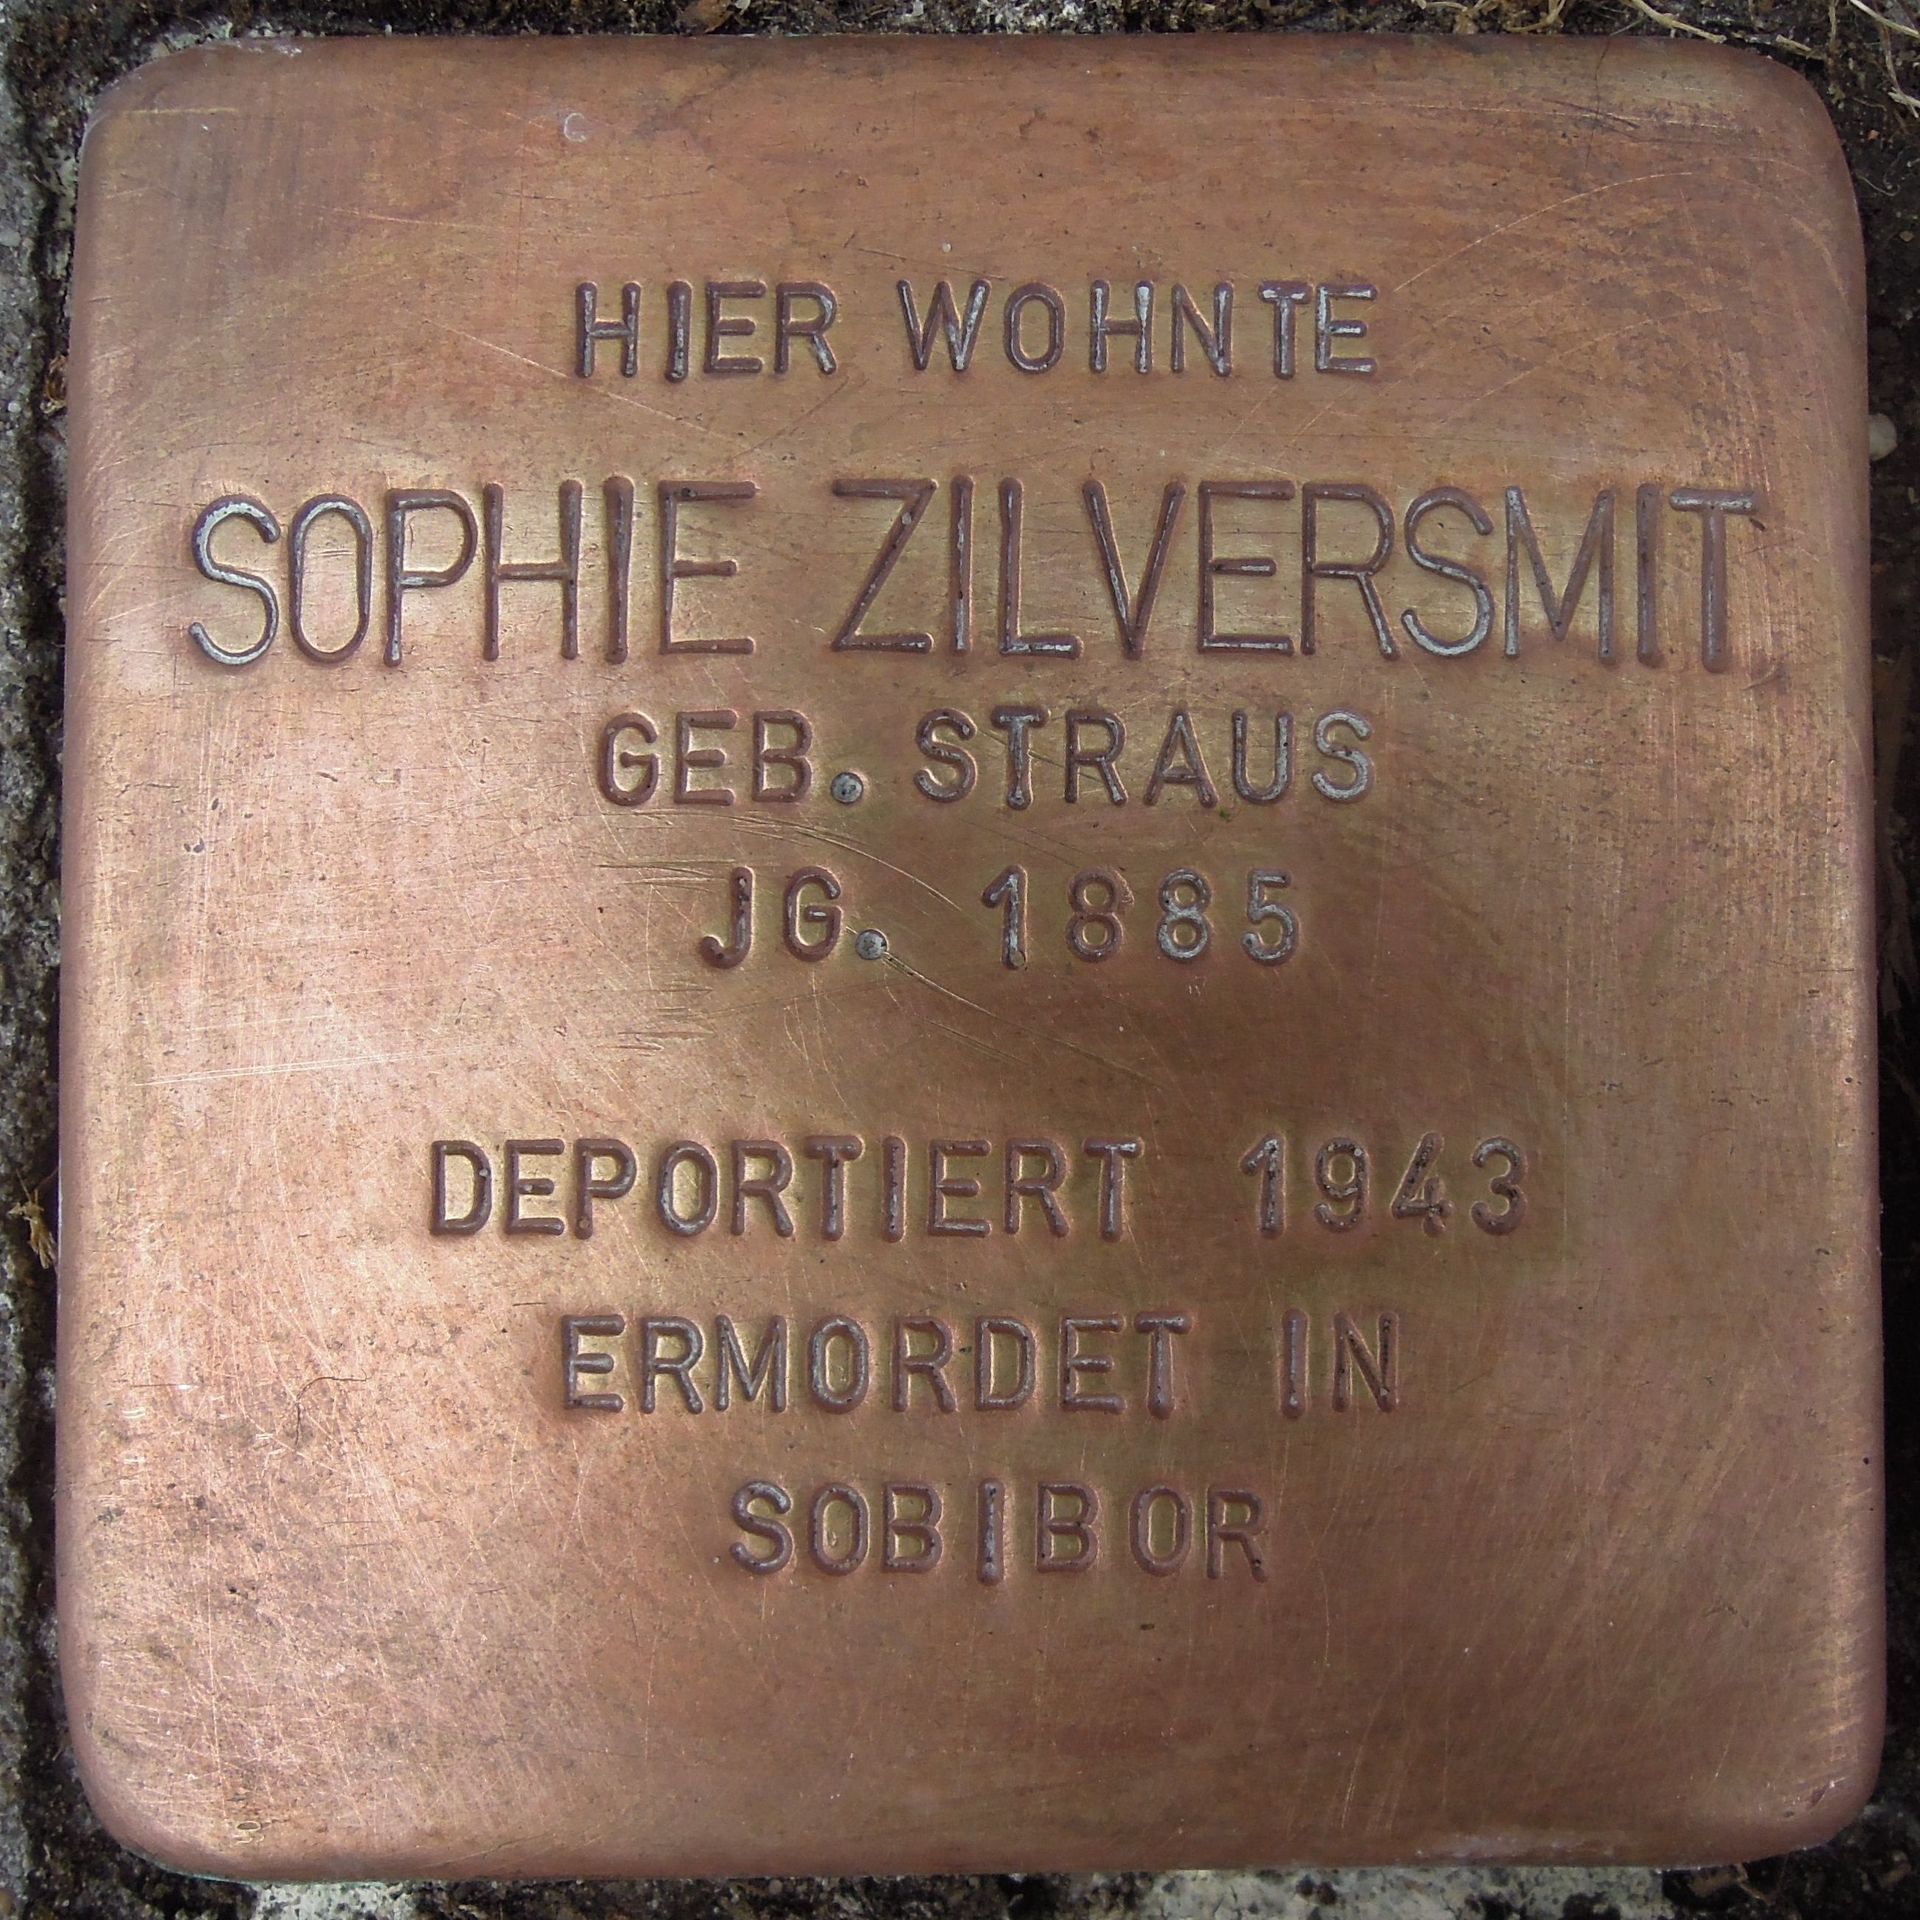 HIER WOHNTE
SOPHIE ZILVERSMIT
GEB. STRAUS
JG. 1885
DEPORTIERT 1943
ERMORDET IN
SOBIBOR